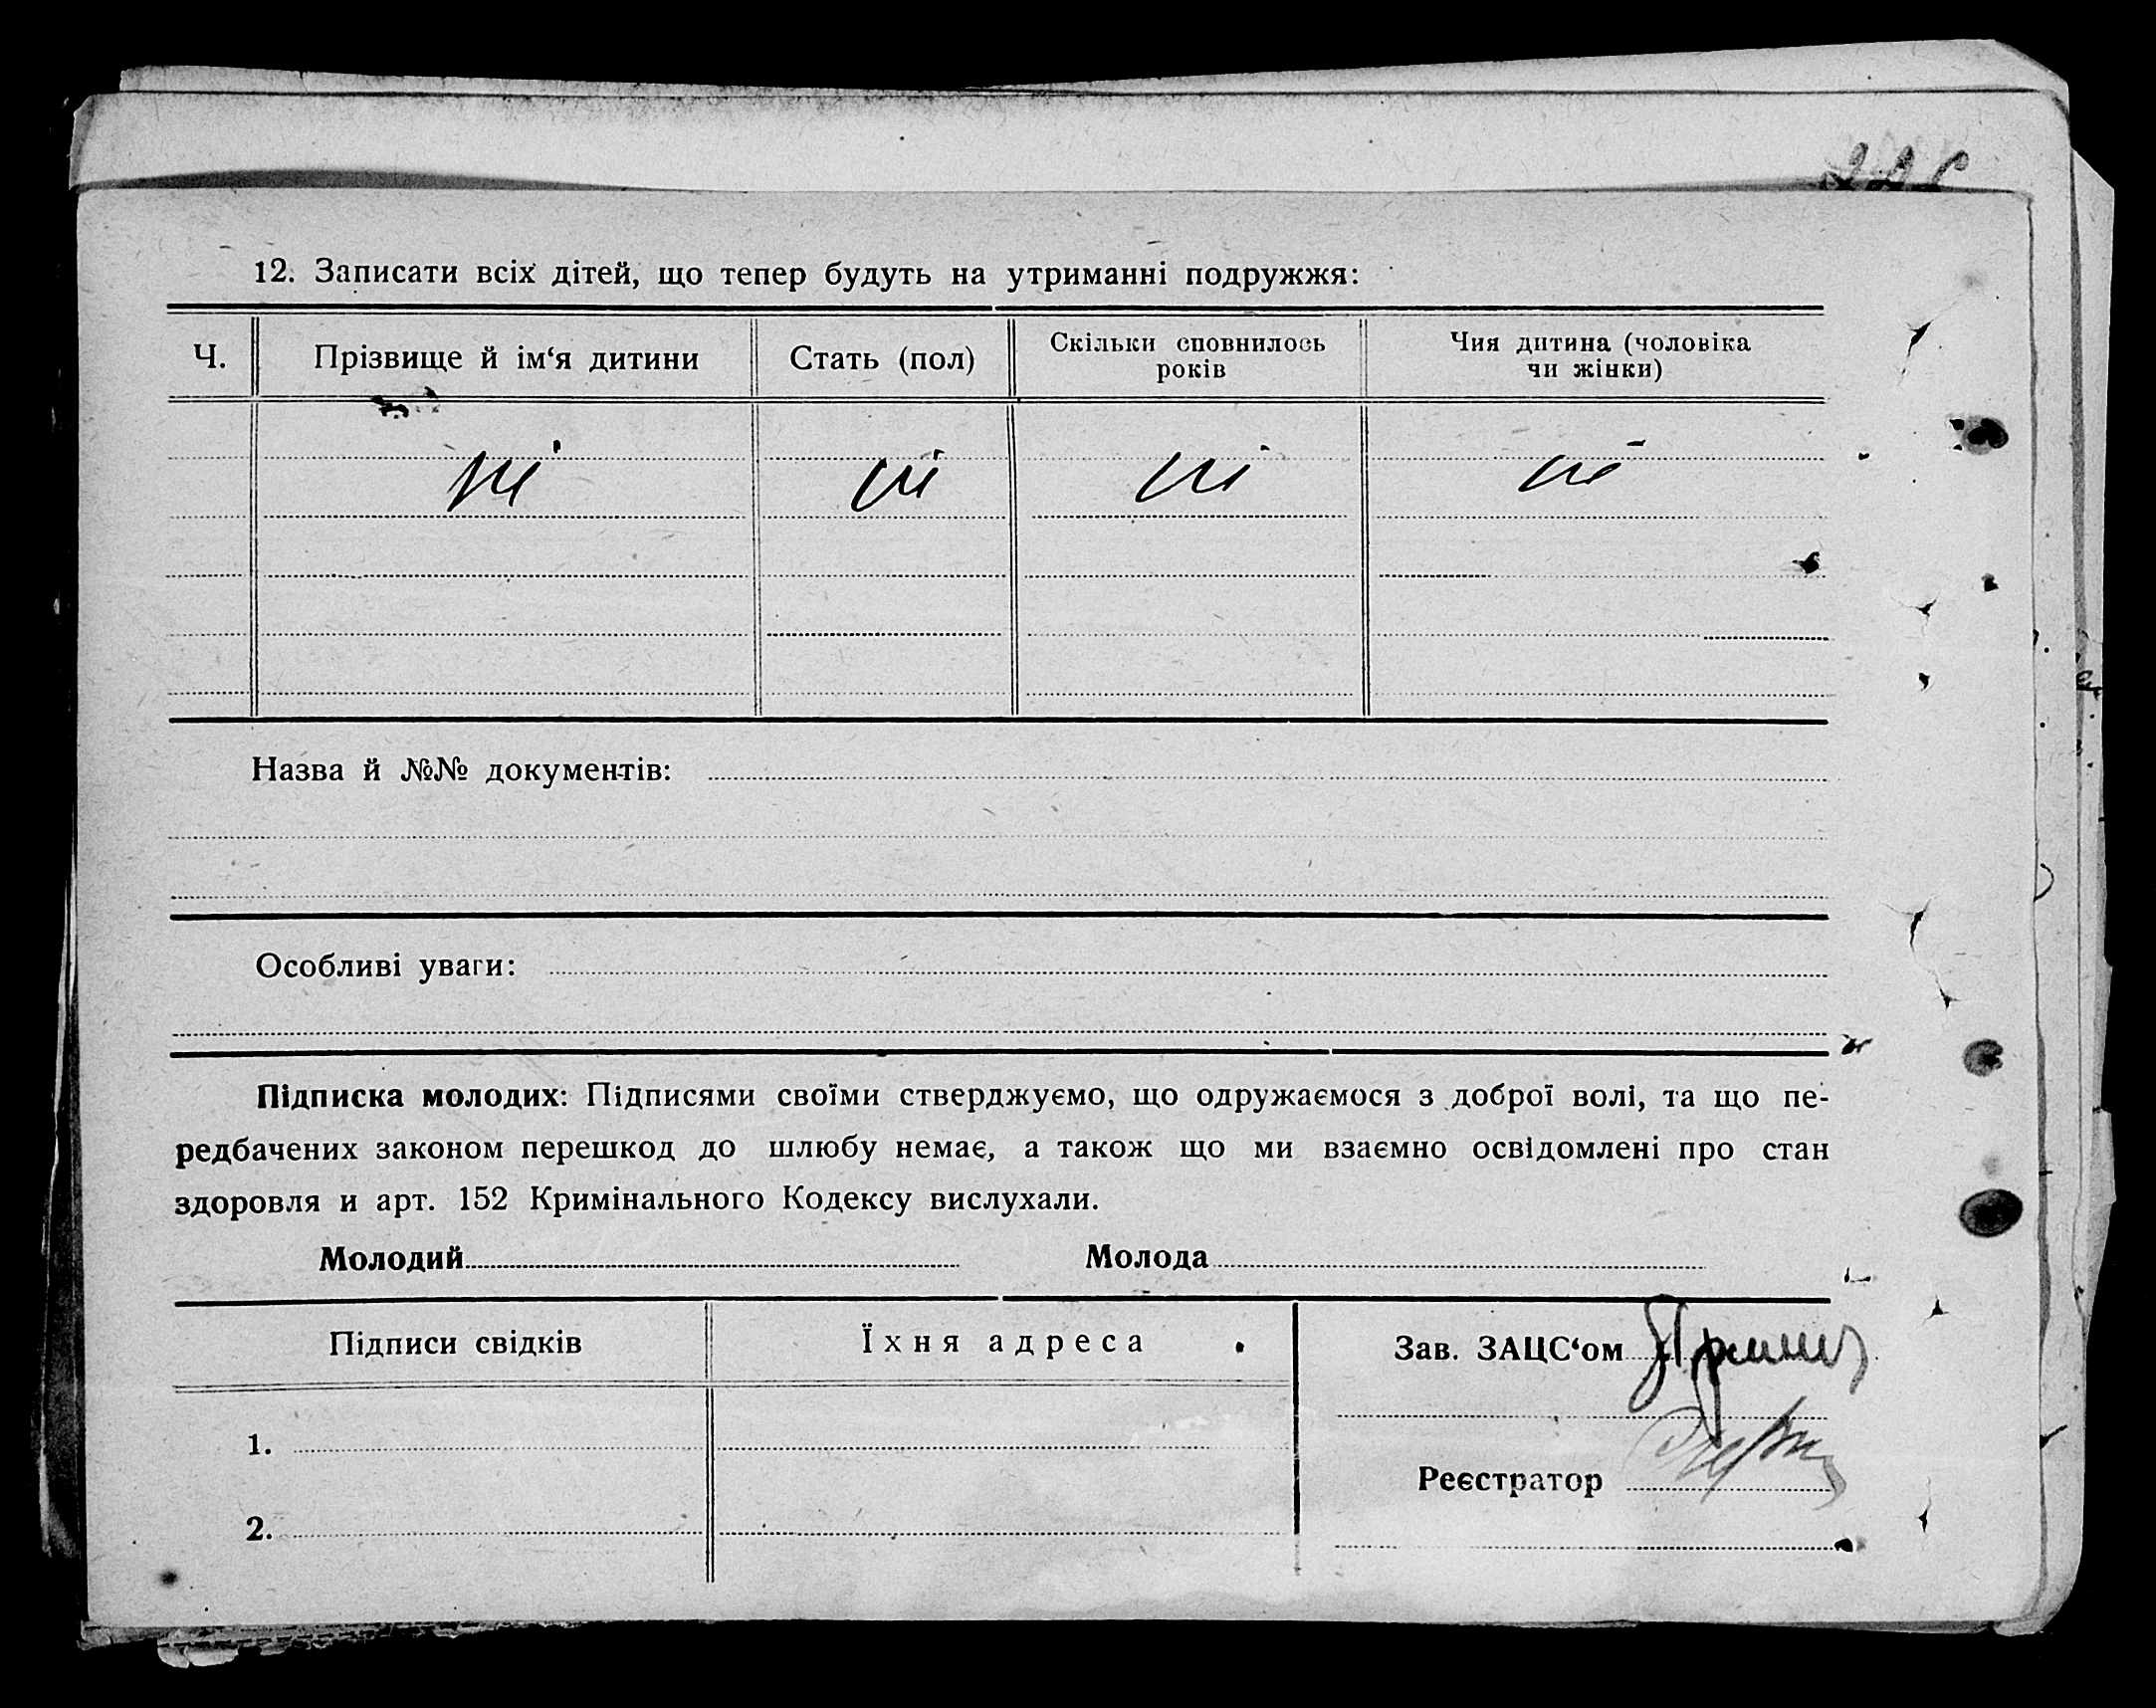 12. Записати всіх дітей, що тепер будуть на утриманні подружжя:
Ч. Прізвище й ім‘я дитини Стать (пол) Скільки сповнилось років Чия дитина (чоловіка чи жінки)
ні ні ні ні
Назва й №№ документів:
Особливі уваги:
Підписка молодих: Підписями своїми стверджуємо, що одружаємося з доброї волі, та що пе-
редбачених законом перешкод до шлюбу немає, а також що ми взаємно освідомлені про стан
здоровля и арт. 152 Кримінального Кодексу вислухали.
Молодий Молода
Підписи свідків Їхня адреса Зав. ЗАЦС‘ом
1.
Реєстратор
2.